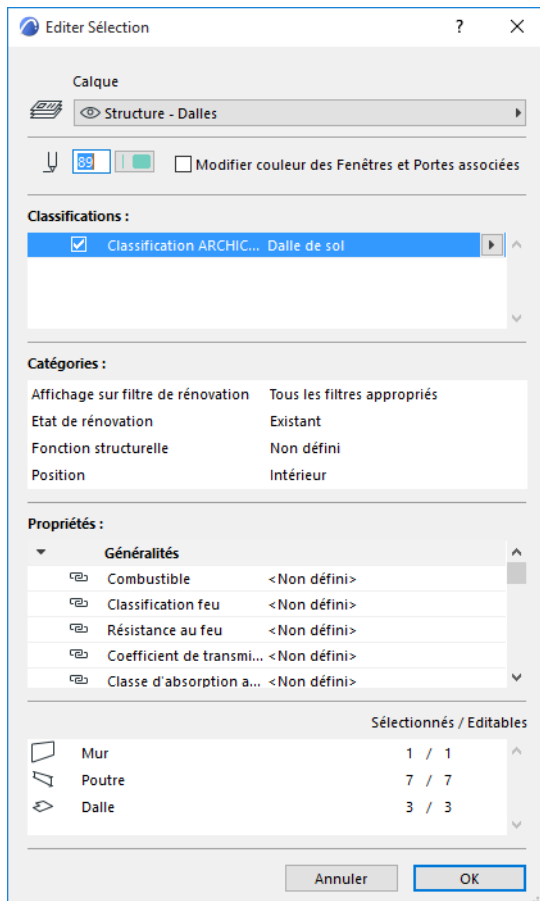 Editer Sélection ?
Calque
Structure - Dalles
89 Modifier couleur des Fenêtres et Portes associées
Classifications :
Classification ARCHIC... Dalle de sol
Catégories :
Affichage sur filtre de rénovation Tous les filtres appropriés
Etat de rénovation Existant
Fonction structurelle Non défini
Position Intérieur
Propriétés :
Généralités
Combustible <Non défini>
Classification feu <Non défini>
Résistance au feu <Non défini>
Coefficient de transmi... <Non défini>
Classe d'absorption a... <Non défini>
Sélectionnés / Editables
Mur 1 / 1
Poutre 7 / 7
Dalle 3 / 3
Annuler OK